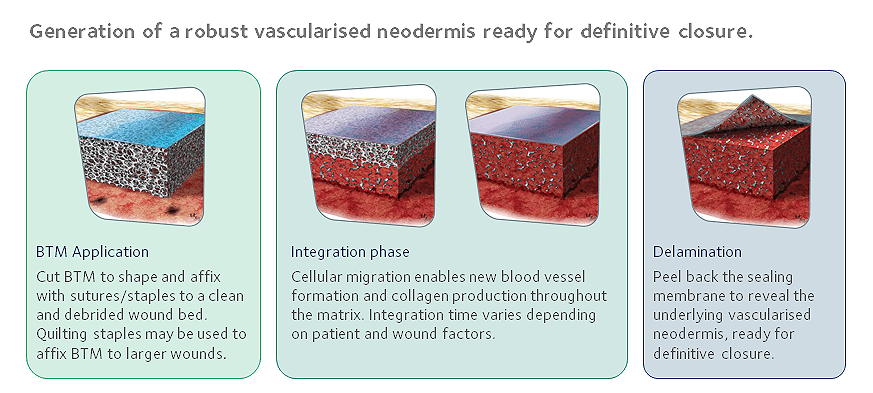 Generation of a robust vascularised neodermis ready for definitive closure.
BTM Application
Cut BTM to shape and affix
with sutures/staples to a clean
and debrided wound bed.
Quilting staples may be used to
affix BTM to larger wounds.
Integration phase
Cellular migration enables new blood vessel
formation and collagen production throughout
the matrix. Integration time varies depending
on patient and wound factors.
Delamination
Peel back the sealing
membrane to reveal the
underlying vascularised
neodermis, ready for
definitive closure.